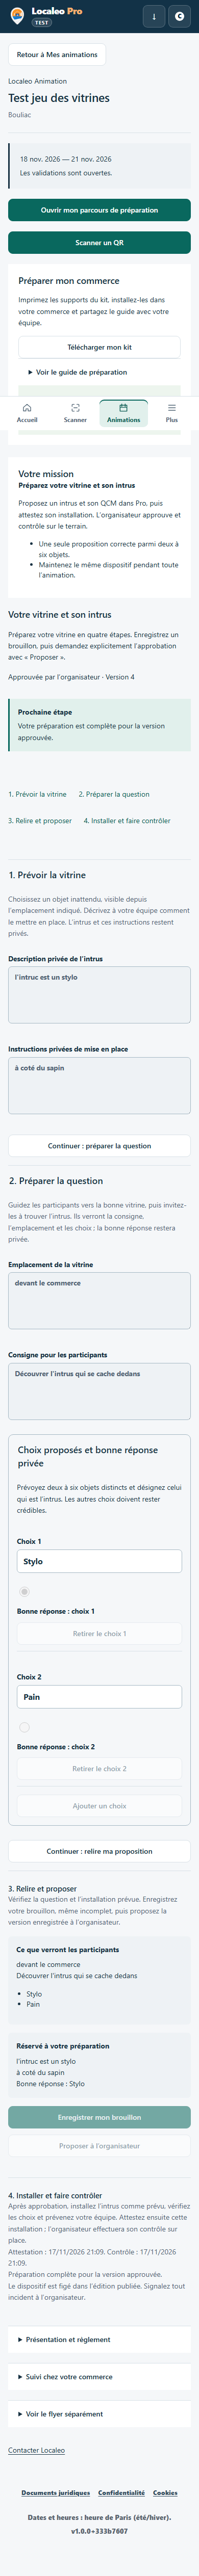 Localeo Pro
TEST
Retour à Mes animations
Localeo Animation
Test jeu des vitrines
Bouliac
18 nov. 2026 — 21 nov. 2026
Les validations sont ouvertes.
Ouvrir mon parcours de préparation
Scanner un QR
Préparer mon commerce
Imprimez les supports du kit, installez-les dans
votre commerce et partagez le guide avec votre
équipe.
Télécharger mon kit
Voir le guide de préparation
Accueil
Scanner
Animations
Plus
Votre mission
Préparez votre vitrine et son intrus
Proposez un intrus et son QCM dans Pro, puis
attestez son installation. L'organisateur approuve et
contrôle sur le terrain.
• Une seule proposition correcte parmi deux à
six objets.
• Maintenez le même dispositif pendant toute
l'animation.
Votre vitrine et son intrus
Préparez votre vitrine en quatre étapes. Enregistrez un
brouillon, puis demandez explicitement l'approbation
avec « Proposer ».
Approuvée par l'organisateur · Version 4
Prochaine étape
Votre préparation est complète pour la version
approuvée.
1. Prévoir la vitrine
2. Préparer la question
3. Relire et proposer
4. Installer et faire contrôler
1. Prévoir la vitrine
Choisissez un objet inattendu, visible depuis
l'emplacement indiqué. Décrivez à votre équipe comment
le mettre en place. L'intrus et ces instructions restent
privés.
Description privée de l'intrus
l'intruc est un stylo
Instructions privées de mise en place
à coté du sapin
Continuer : préparer la question
2. Préparer la question
Guidez les participants vers la bonne vitrine, puis invitez-
les à trouver l'intrus. Ils verront la consigne,
l'emplacement et les choix ; la bonne réponse restera
privée.
Emplacement de la vitrine
devant le commerce
Consigne pour les participants
Découvrer l'intrus qui se cache dedans
Choix proposés et bonne réponse
privée
Prévoyez deux à six objets distincts et désignez celui
qui est l'intrus. Les autres choix doivent rester
crédibles.
Choix 1
Stylo
Bonne réponse : choix 1
Retirer le choix 1
Choix 2
Pain
Bonne réponse : choix 2
Retirer le choix 2
Ajouter un choix
Continuer : relire ma proposition
3. Relire et proposer
Vérifiez la question et l'installation prévue. Enregistrez
votre brouillon, même incomplet, puis proposez la
version enregistrée à l'organisateur.
Ce que verront les participants
devant le commerce
Découvrer l'intrus qui se cache dedans
• Stylo
• Pain
Réservé à votre préparation
l'intruc est un stylo
à coté du sapin
Bonne réponse : Stylo
Enregistrer mon brouillon
Proposer à l'organisateur
4. Installer et faire contrôler
Après approbation, installez l'intrus comme prévu, vérifiez
les choix et prévenez votre équipe. Attestez ensuite cette
installation ; l'organisateur effectuera son contrôle sur
place.
Attestation : 17/11/2026 21:09. Contrôle : 17/11/2026
21:09.
Préparation complète pour la version approuvée.
Le dispositif est figé dans l'édition publiée. Signalez tout
incident à l'organisateur.
Présentation et règlement
Suivi chez votre commerce
Voir le flyer séparément
Contacter Localeo
Documents juridiques
Confidentialité
Cookies
Dates et heures : heure de Paris (été/hiver).
v1.0.0+333b7607